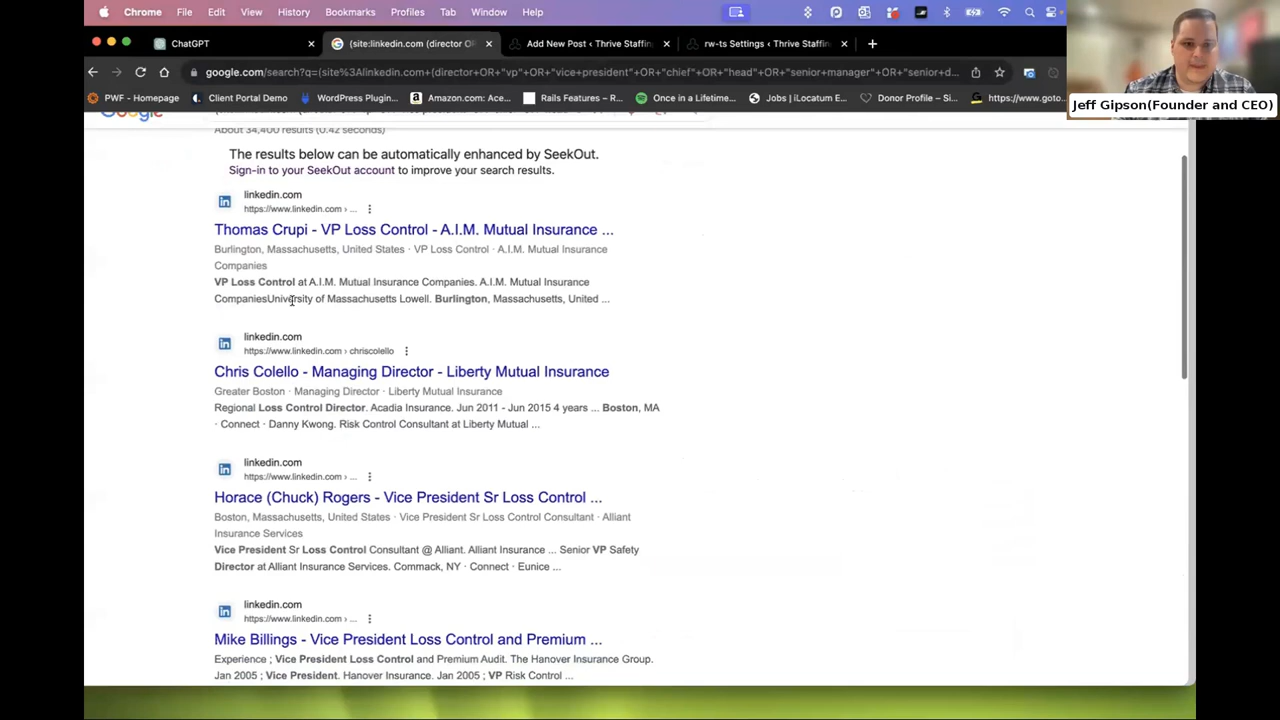 Chrome File Edit View History Bookmarks Profiles Tab Window Help
ChatGPT
(site:linkedin.com (director O
Add New Post ‹ Thrive Staffin
rw-ts Settings ‹ Thrive Staffin
google.com/search?q=(site%3Alinkedin.com+(director+OR+"vp"+OR+"vice+president"+OR+"chief"+OR+"head"+OR+"senior+manager"+OR+"senior+d...
PWF - Homepage
Client Portal Demo
WordPress Plugin...
Amazon.com: Ace...
Rails Features – R...
Once in a Lifetime...
Jobs | iLocatum E...
Donor Profile – Si...
https://www.goto
Jeff Gipson(Founder and CEO)
About 34,400 results (0.42 seconds)
The results below can be automatically enhanced by SeekOut.
Sign-in to your SeekOut account to improve your search results.
linkedin.com
https://www.linkedin.com › ...
Thomas Crupi - VP Loss Control - A.I.M. Mutual Insurance ...
Burlington, Massachusetts, United States · VP Loss Control · A.I.M. Mutual Insurance
Companies
VP Loss Control at A.I.M. Mutual Insurance Companies. A.I.M. Mutual Insurance
CompaniesUniversity of Massachusetts Lowell. Burlington, Massachusetts, United ...
linkedin.com
https://www.linkedin.com › chriscolello
Chris Colello - Managing Director - Liberty Mutual Insurance
Greater Boston · Managing Director · Liberty Mutual Insurance
Regional Loss Control Director. Acadia Insurance. Jun 2011 - Jun 2015 4 years ... Boston, MA
· Connect · Danny Kwong. Risk Control Consultant at Liberty Mutual ...
linkedin.com
https://www.linkedin.com › ...
Horace (Chuck) Rogers - Vice President Sr Loss Control ...
Boston, Massachusetts, United States · Vice President Sr Loss Control Consultant · Alliant
Insurance Services
Vice President Sr Loss Control Consultant @ Alliant. Alliant Insurance ... Senior VP Safety
Director at Alliant Insurance Services. Commack, NY · Connect · Eunice ...
linkedin.com
https://www.linkedin.com › ...
Mike Billings - Vice President Loss Control and Premium ...
Experience ; Vice President Loss Control and Premium Audit. The Hanover Insurance Group.
Jan 2005 ; Vice President. Hanover Insurance. Jan 2005 ; VP Risk Control ...